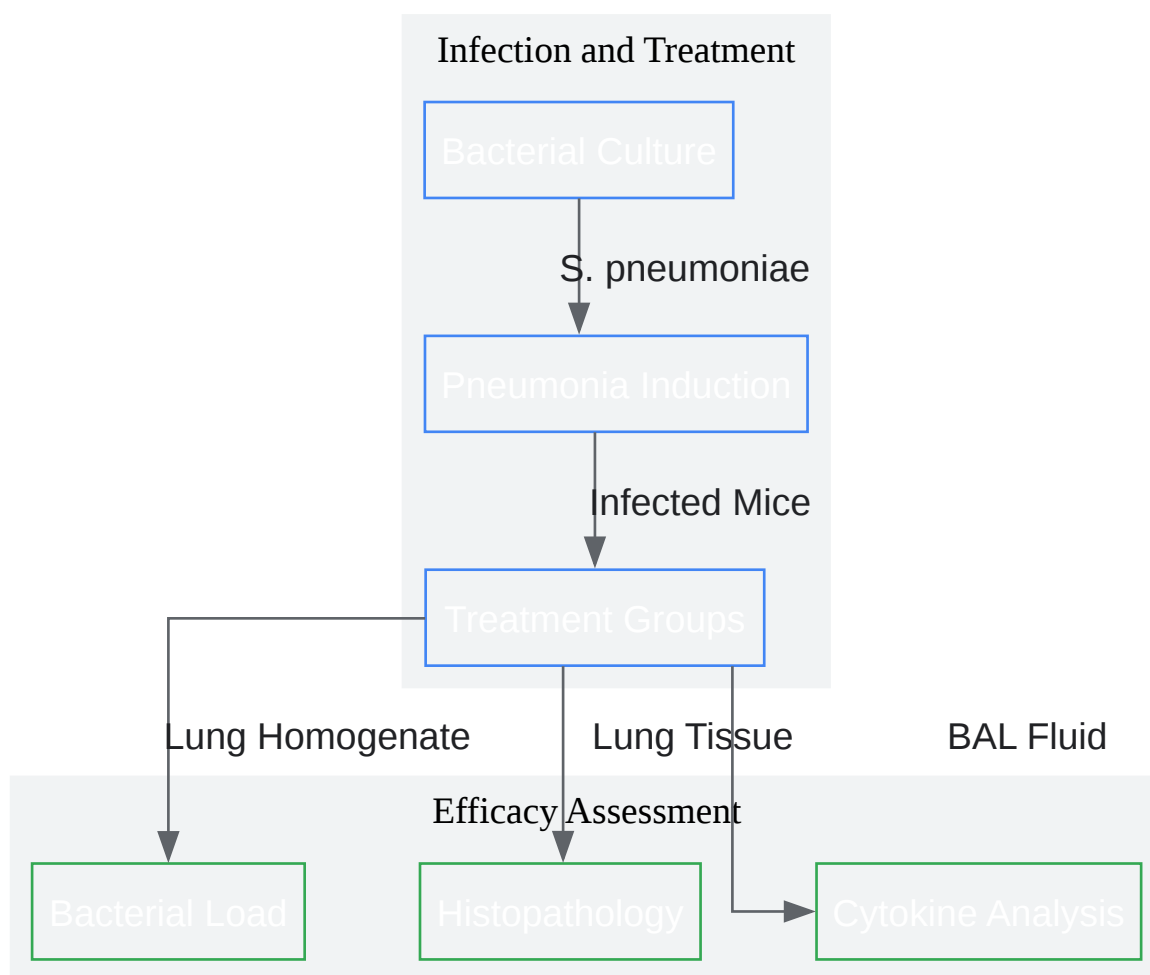 Infection and Treatment
Bacterial Culture
S. pneumoniae
Pneumonia Induction
Infected Mice
Treatment Groups
Lung Homogenate
Lung Tissue
BAL Fluid
Efficacy Assessment
Bacterial Load
Histopathology
Cytokine Analysis